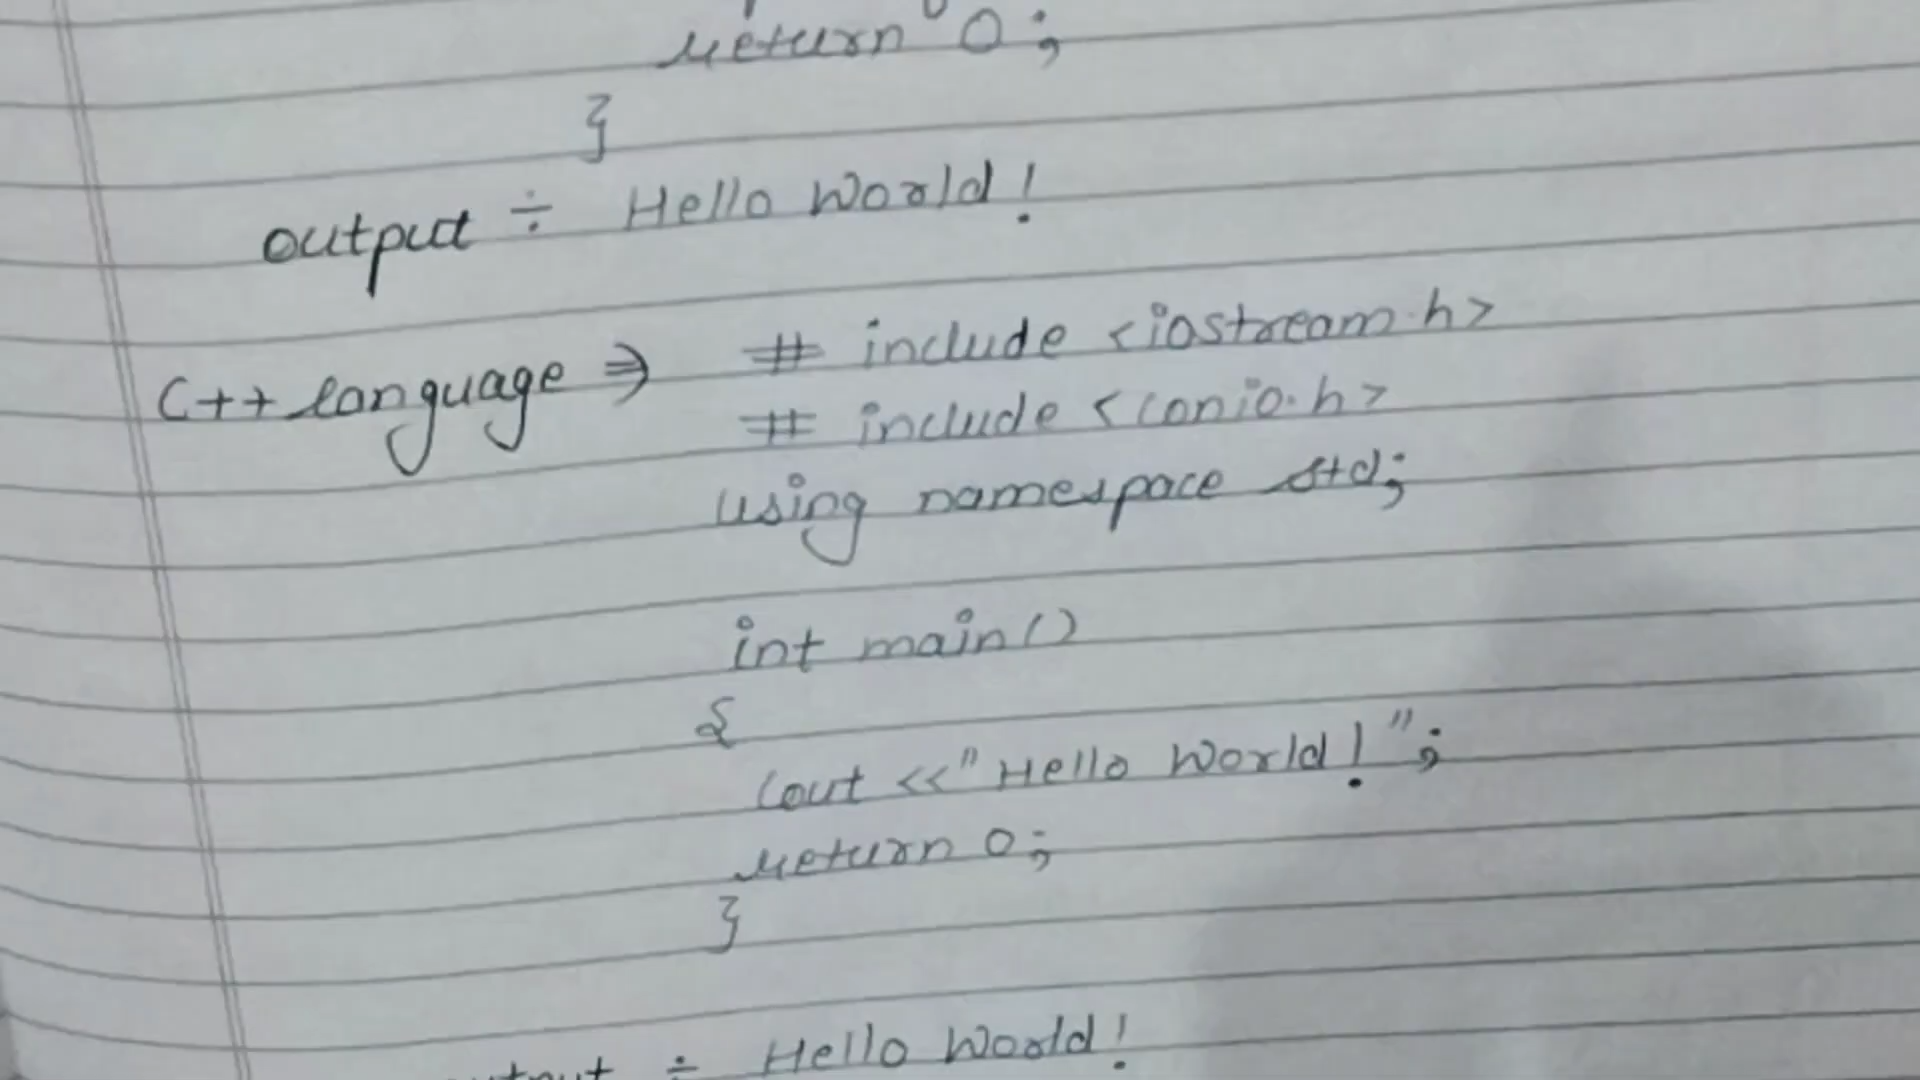 return 0;
}
output ÷ Hello World!
C++ language ⇒ # include <iostream.h>
# include <conio.h>
using namespace std;
int main()
{
cout <<"Hello World!";
return 0;
}
output ÷ Hello World!